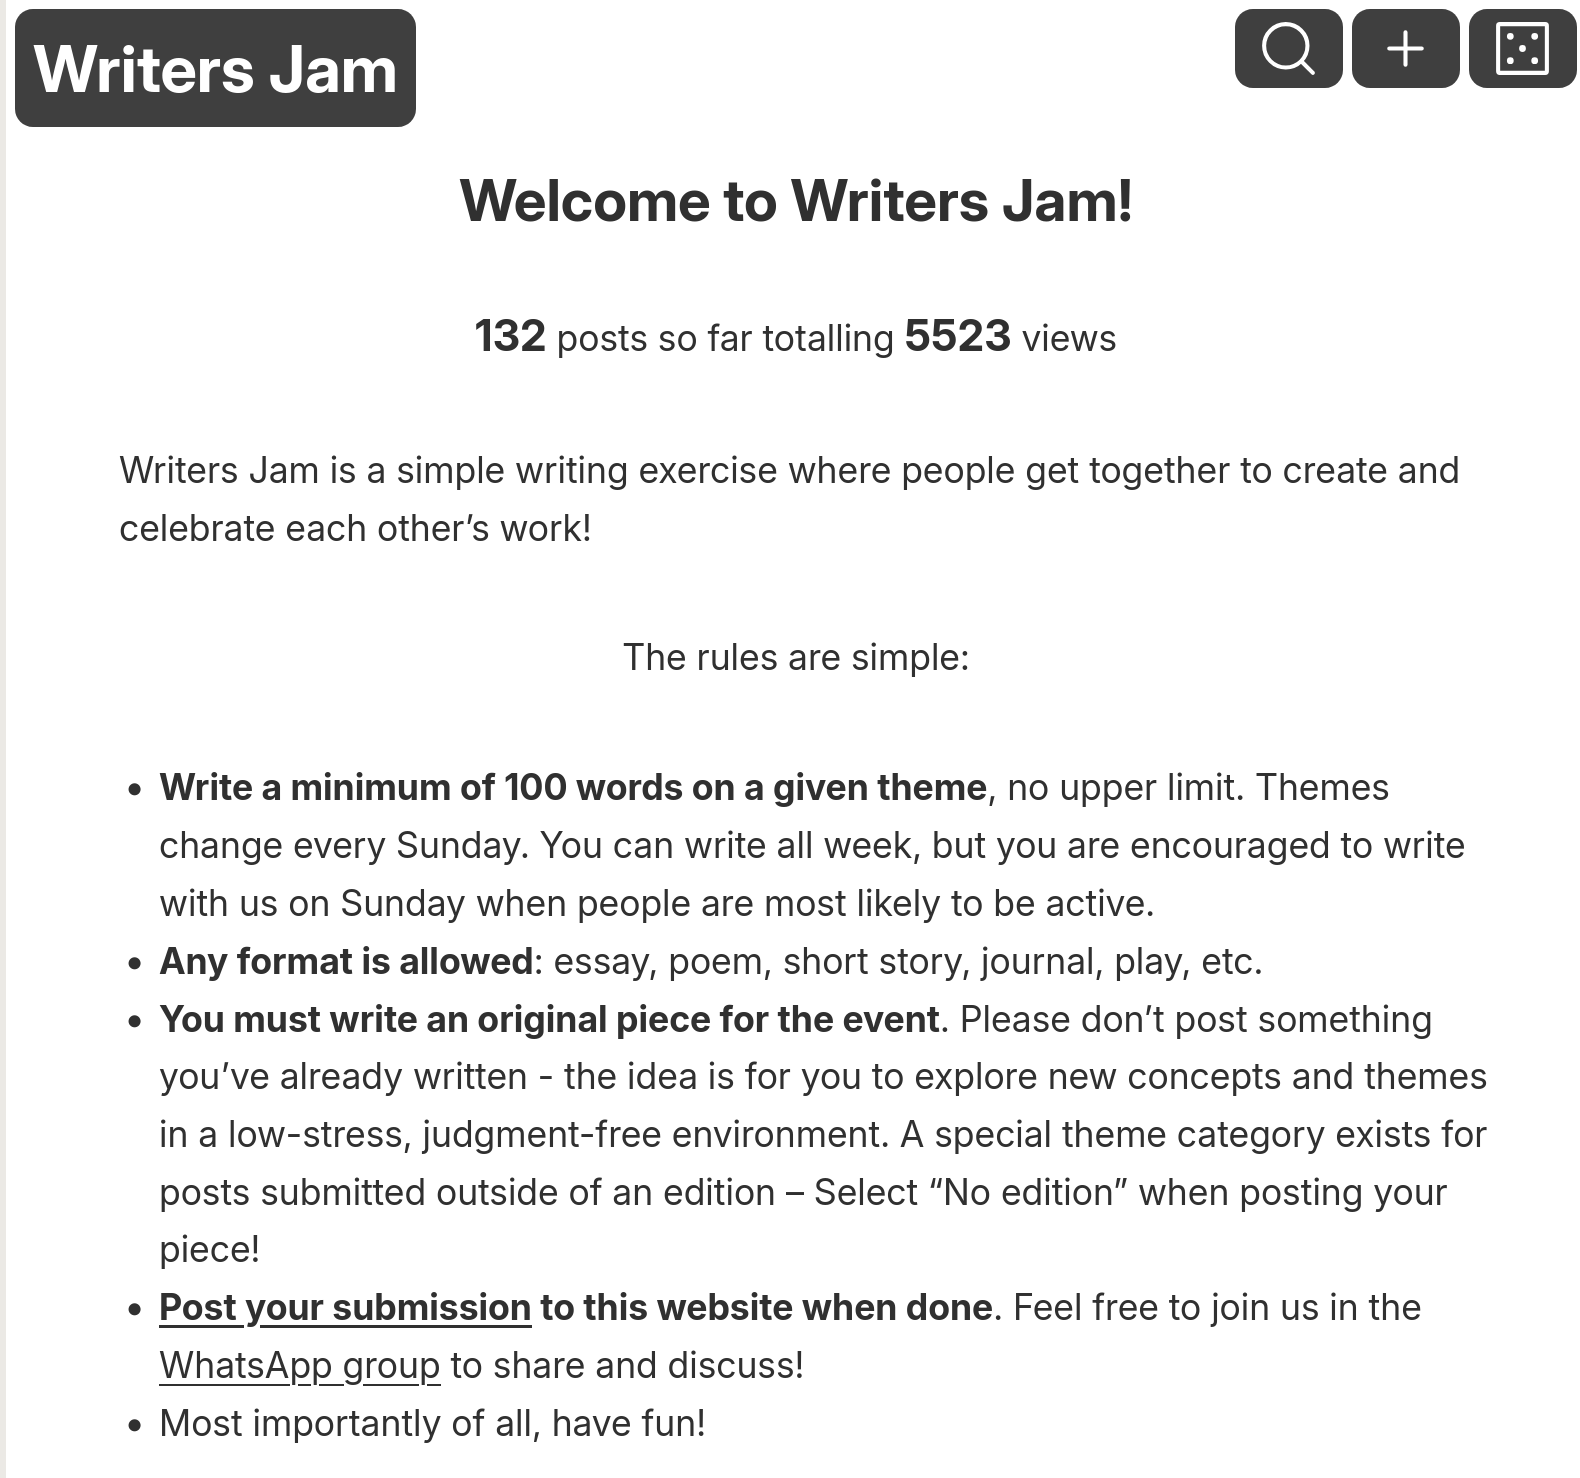 Writers Jam
Welcome to Writers Jam!
132 posts so far totalling 5523 views
Writers Jam is a simple writing exercise where people get together to create and
celebrate each other’s work!
The rules are simple:
• Write a minimum of 100 words on a given theme, no upper limit. Themes
change every Sunday. You can write all week, but you are encouraged to write
with us on Sunday when people are most likely to be active.
• Any format is allowed: essay, poem, short story, journal, play, etc.
• You must write an original piece for the event. Please don’t post something
you’ve already written - the idea is for you to explore new concepts and themes
in a low-stress, judgment-free environment. A special theme category exists for
posts submitted outside of an edition – Select “No edition” when posting your
piece!
• Post your submission to this website when done. Feel free to join us in the
WhatsApp group to share and discuss!
• Most importantly of all, have fun!